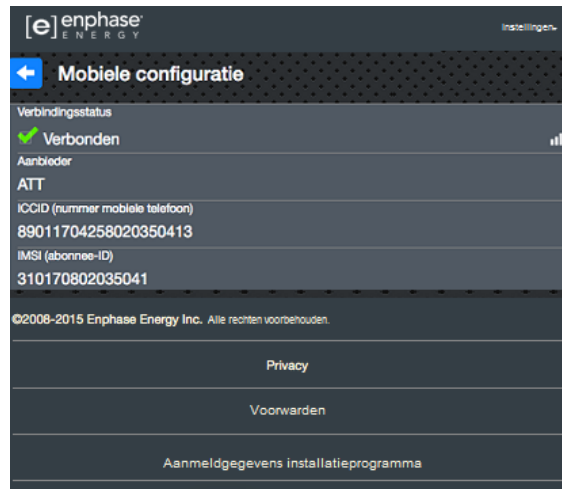 [e] enphase
ENERGY
Instellingen
Mobiele configuratie
Verbindingsstatus
Verbonden
Aanbieder
ATT
ICCID (nummer mobiele telefoon)
89011704258020350413
IMSI (abonnee-ID)
310170802035041
©2008-2015 Enphase Energy Inc. Alle rechten voorbehouden.
Privacy
Voorwarden
Aanmeldgegevens installatieprogramma